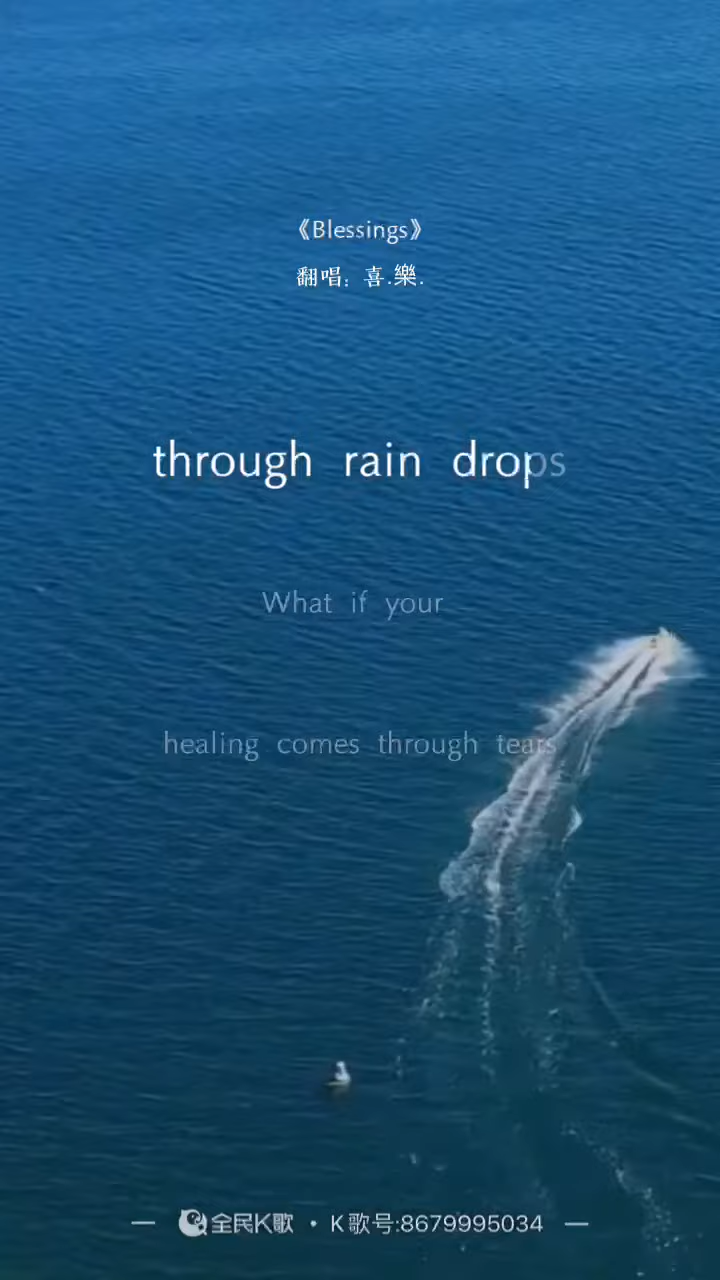 《Blessings》
翻唱：喜.樂.
through rain drops
What if your
healing comes through tears
全民K歌 • K歌号:8679995034